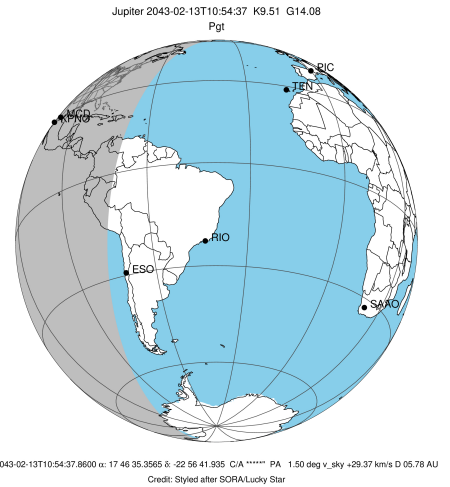 Jupiter 2043-02-13T10:54:37 K9.51 G14.08
Pgt
PIC
TEN
MCD
KPNO
RIO
ESO
SAAO
043-02-13T10:54:37.8600 α: 17 46 35.3565 δ: -22 56 41.935 C/A *****" PA 1.50 deg v_sky +29.37 km/s D 05.78 AU
Credit: Styled after SORA/Lucky Star